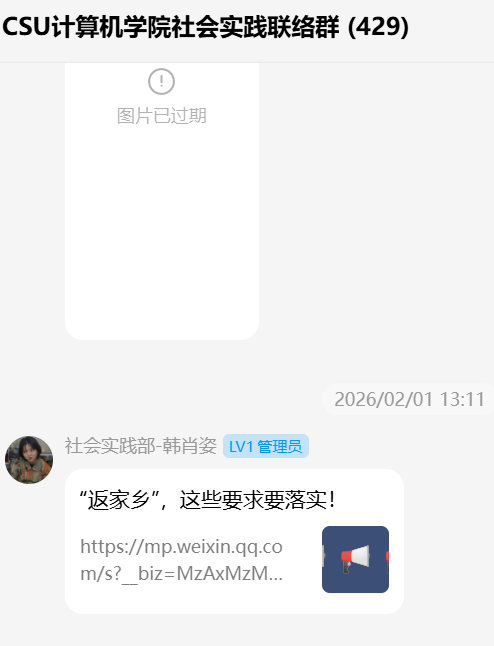 CSU计算机学院社会实践联络群 (429)
图片已过期
2026/02/01 13:11
社会实践部-韩肖姿 LV1 管理员
“返家乡”，这些要求要落实！
https://mp.weixin.qq.co
m/s?__biz=MzAxMzM...